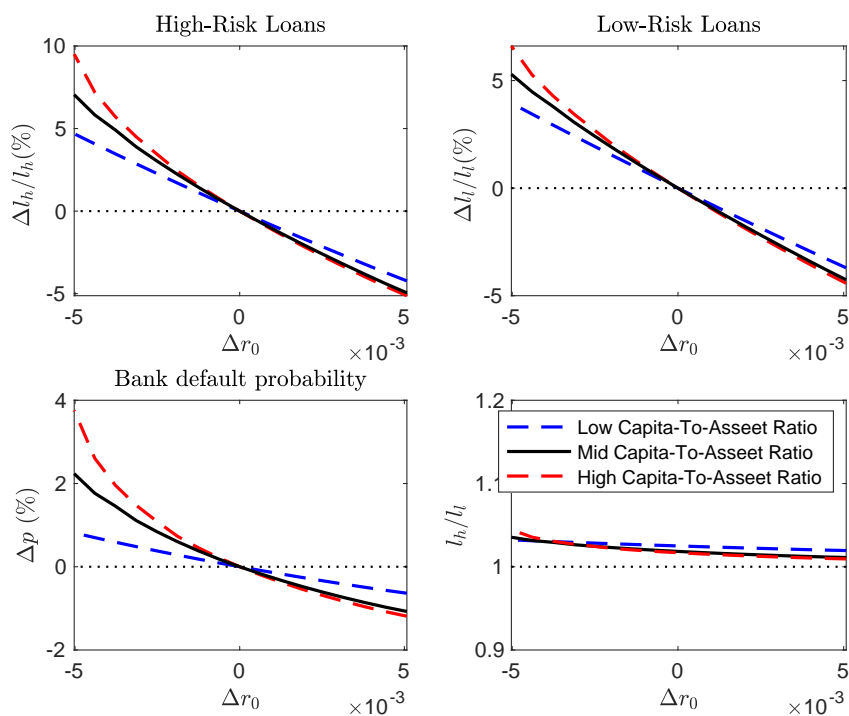 High-Risk Loans
Δl_h/l_h(%)
10
5
0
-5
-5
0
5
Δr_0
×10^-3
Low-Risk Loans
Δl_l/l_l(%)
5
0
-5
-5
0
5
Δr_0
×10^-3
Bank default probability
Δp (%)
4
2
0
-2
-5
0
5
Δr_0
×10^-3
l_h/l_l
1.2
1.1
1
0.9
Low Capita-To-Asseet Ratio
Mid Capita-To-Asseet Ratio
High Capita-To-Asseet Ratio
-5
0
5
Δr_0
×10^-3